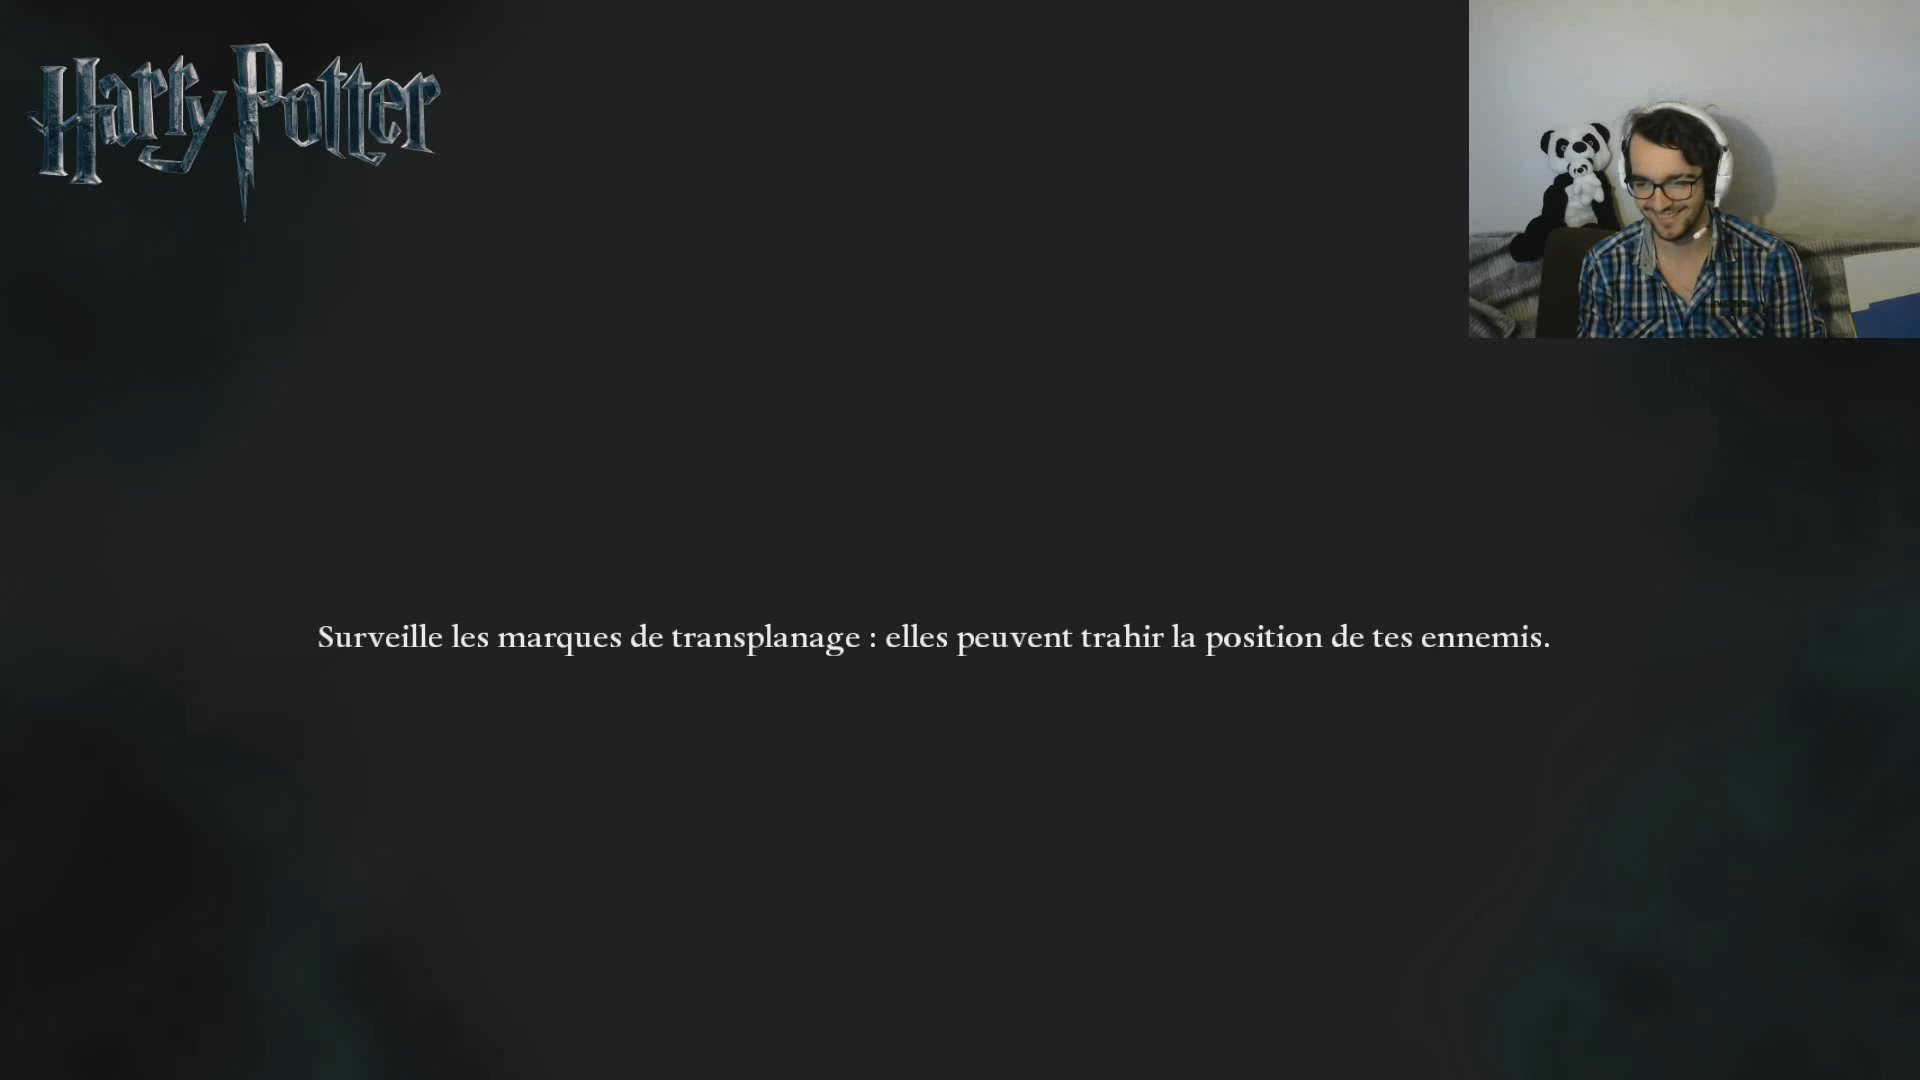 Harry Potter
Surveille les marques de transplanage : elles peuvent trahir la position de tes ennemis.